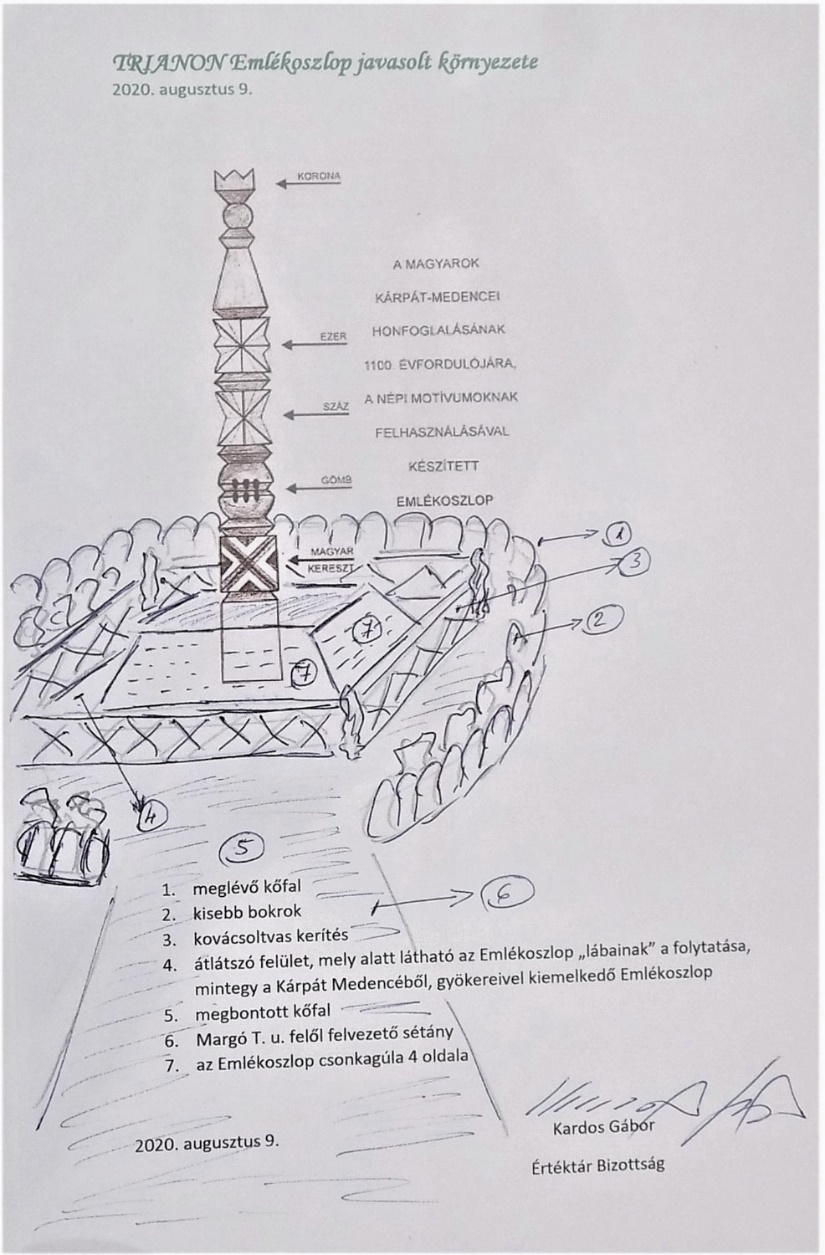 TRIANON Emlékoszlop javasolt környezete
2020. augusztus 9.
KORONA
A MAGYAROK
KÁRPÁT-MEDENCEI
HONFOGLALÁSÁNAK
1100. ÉVFORDULÓJÁRA,
A NÉPI MOTÍVUMOKNAK
FELHASZNÁLÁSÁVAL
KÉSZÍTETT
EMLÉKOSZLOP
EZER
SZÁZ
GÖMB
MAGYAR
KERESZT
1
3
2
7
7
4
5
6
1. meglévő kőfal
2. kisebb bokrok
3. kovácsoltvas kerítés
4. átlátszó felület, mely alatt látható az Emlékoszlop „lábainak” a folytatása,
mintegy a Kárpát Medencéből, gyökereivel kiemelkedő Emlékoszlop
5. megbontott kőfal
6. Margó T. u. felől felvezető sétány
7. az Emlékoszlop csonkagúla 4 oldala
2020. augusztus 9.
Kardos Gábor
Értéktár Bizottság